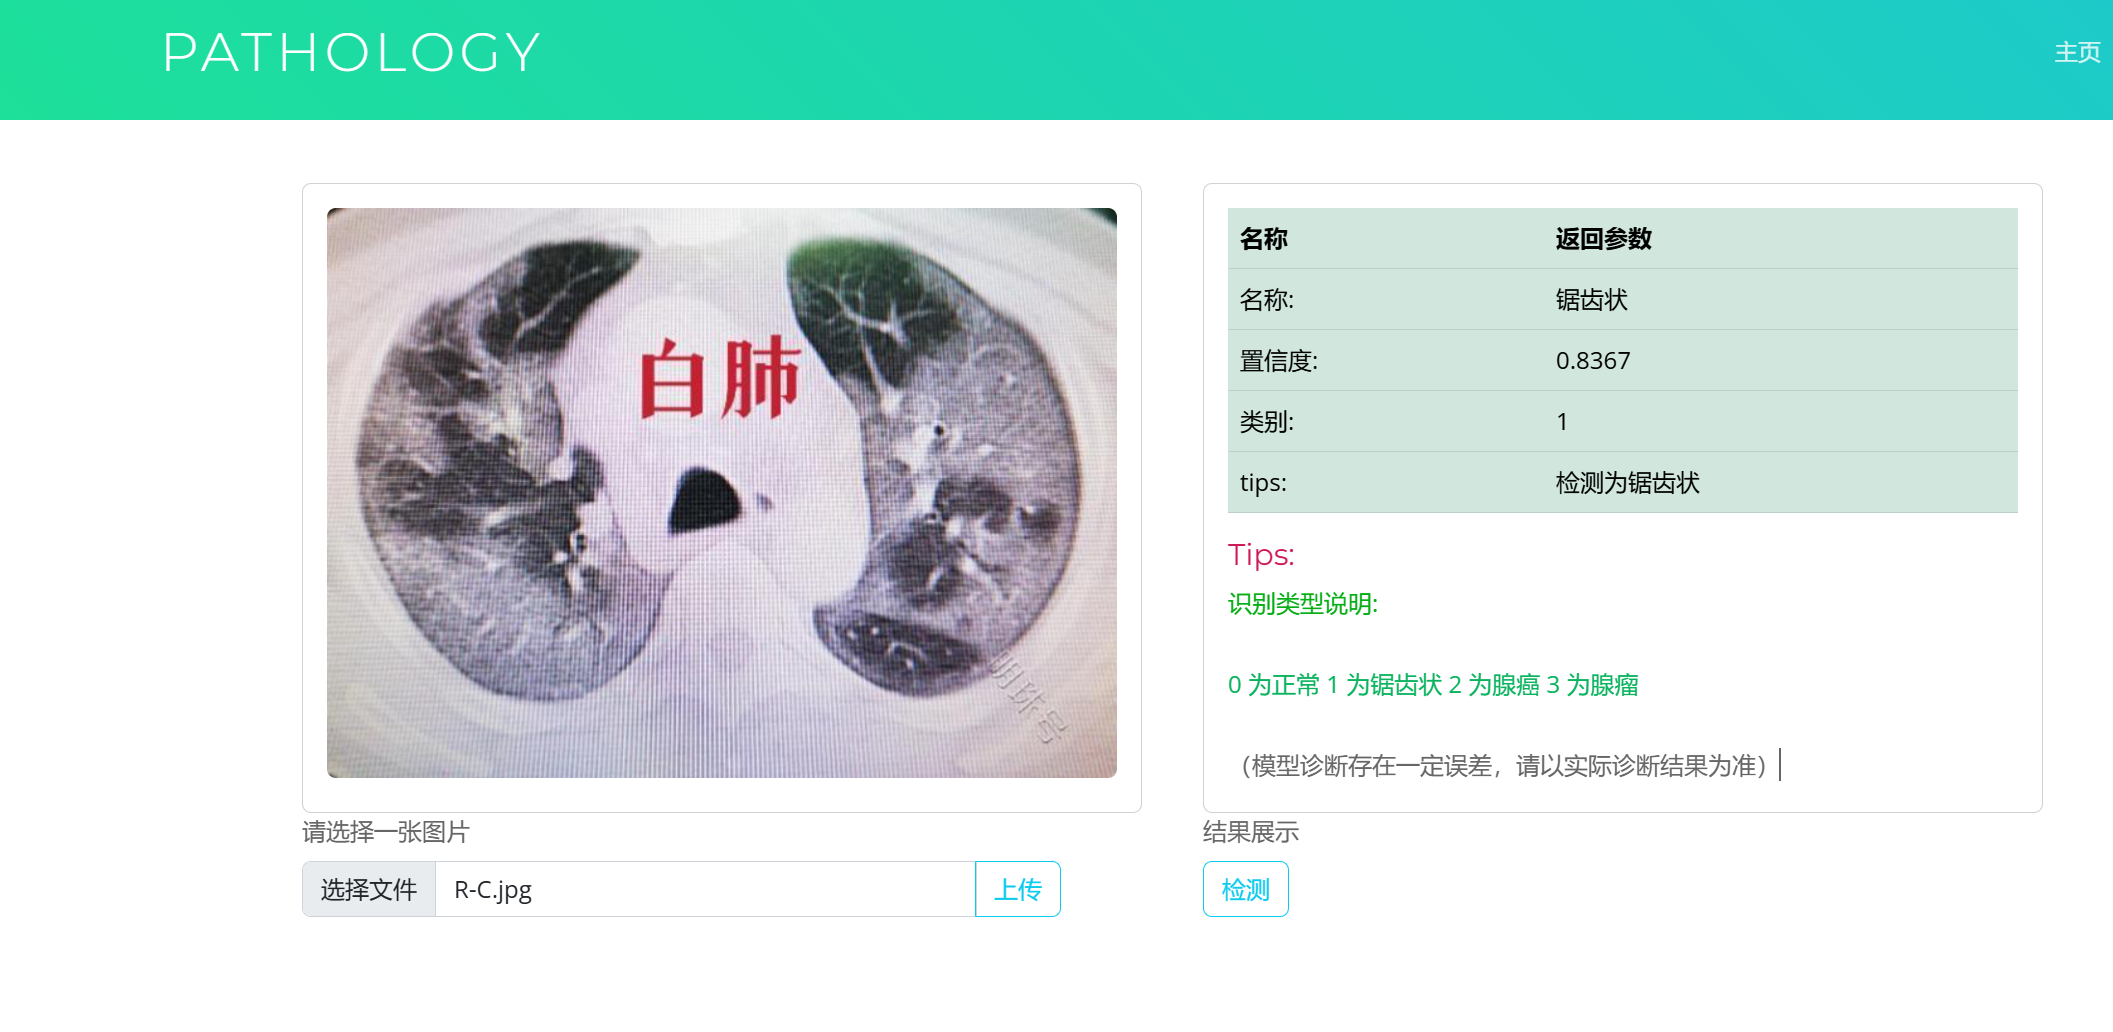 PATHOLOGY
主页
白肺
明珠号
请选择一张图片
选择文件 R-C.jpg 上传
名称 返回参数
名称: 锯齿状
置信度: 0.8367
类别: 1
tips: 检测为锯齿状
Tips:
识别类型说明:
0 为正常 1 为锯齿状 2 为腺癌 3 为腺瘤
（模型诊断存在一定误差，请以实际诊断结果为准）
结果展示
检测